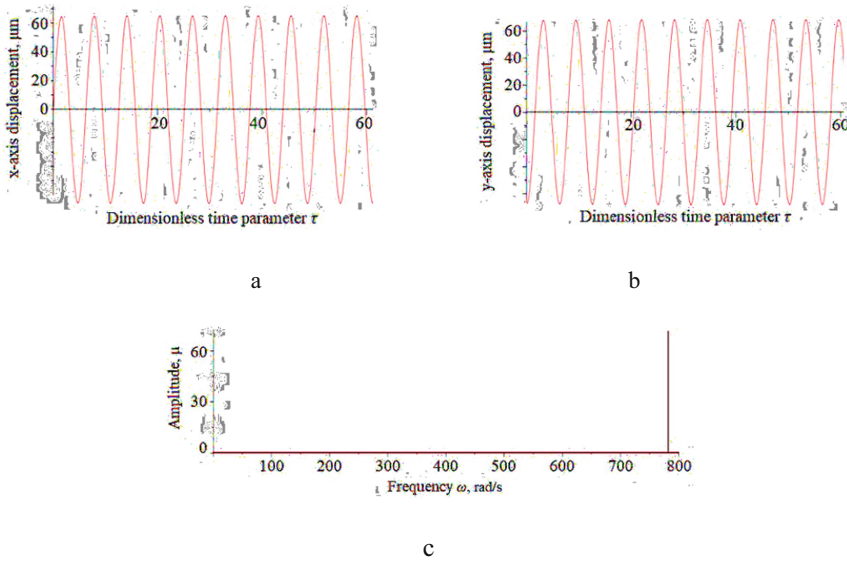 x-axis displacement, μm
60
40
20
0
20
40
60
Dimensionless time parameter τ
a
y-axis displacement, μm
60
40
20
0
20
40
60
Dimensionless time parameter τ
b
Amplitude, μ
60
30
0
100 200 300 400 500 600 700 800
Frequency ω, rad/s
c